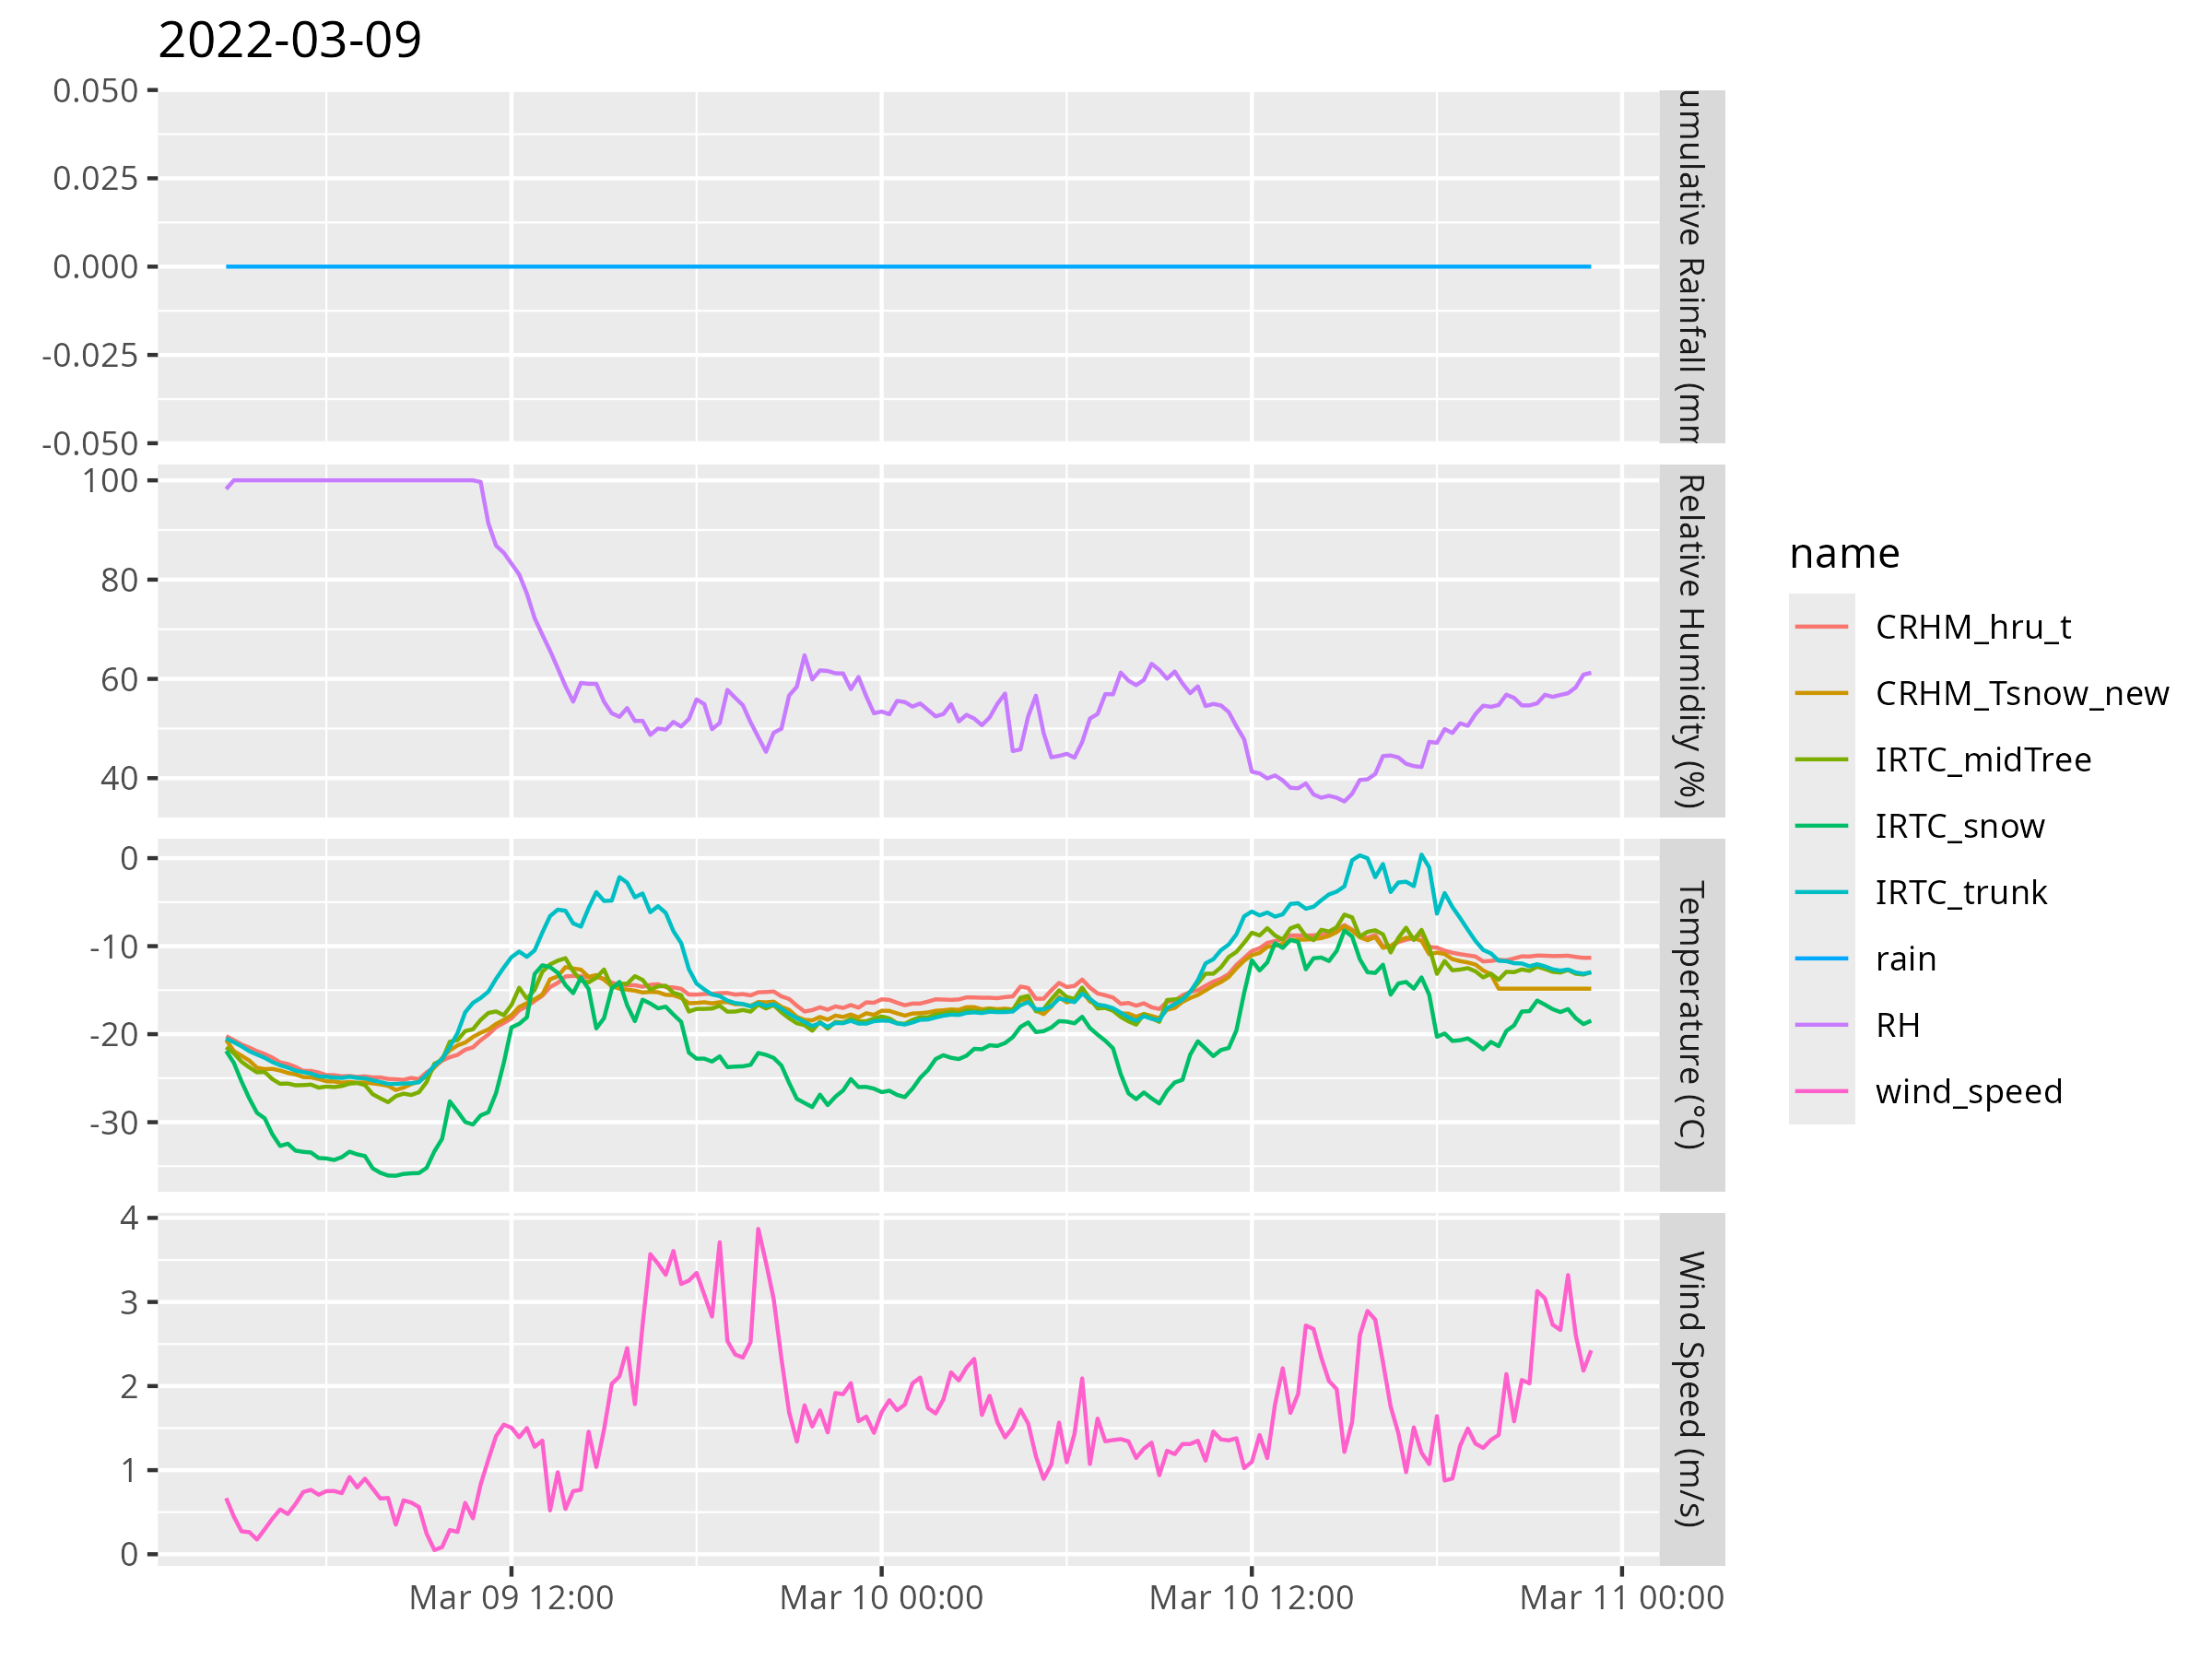 2022-03-09
0.050
0.025
0.000
-0.025
-0.050
umulative Rainfall (mm
100
80
60
40
Relative Humidity (%)
0
-10
-20
-30
Temperature (°C)
4
3
2
1
0
Wind Speed (m/s)
Mar 09 12:00 Mar 10 00:00 Mar 10 12:00 Mar 11 00:00
name
CRHM_hru_t
CRHM_Tsnow_new
IRTC_midTree
IRTC_snow
IRTC_trunk
rain
RH
wind_speed